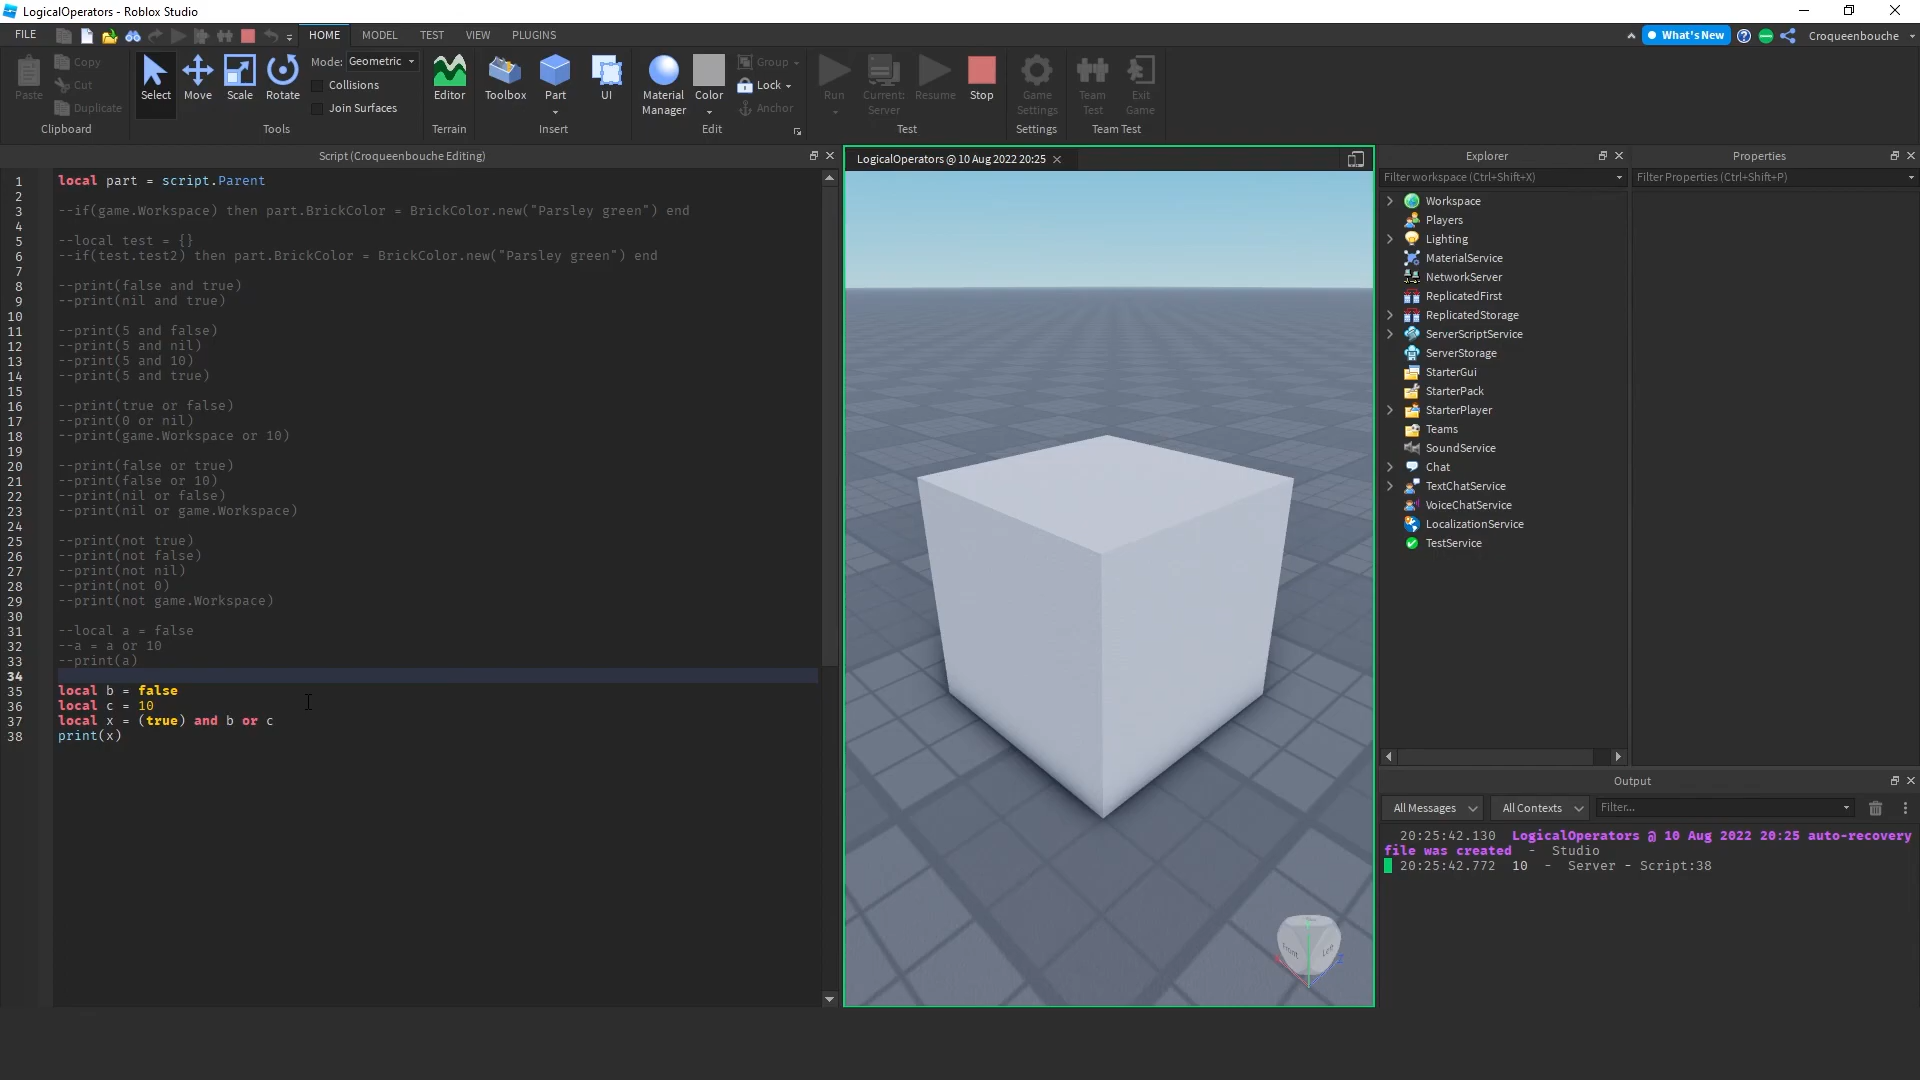 LogicalOperators - Roblox Studio
FILE
HOME
MODEL
TEST
VIEW
PLUGINS
What's New
Croqueenbouche
Paste
Copy
Cut
Duplicate
Clipboard
Select
Move
Scale
Rotate
Mode: Geometric
Collisions
Join Surfaces
Tools
Editor
Terrain
Toolbox
Part
UI
Insert
Material Manager
Color
Group
Lock
Anchor
Edit
Run
Current: Server
Resume
Stop
Test
Game Settings
Settings
Team Test
Exit Game
Team Test
Script (Croqueenbouche Editing)
1 local part = script.Parent
2
3 --if(game.Workspace) then part.BrickColor = BrickColor.new("Parsley green") end
4
5 --local test = {}
6 --if(test.test2) then part.BrickColor = BrickColor.new("Parsley green") end
7
8 --print(false and true)
9 --print(nil and true)
10
11 --print(5 and false)
12 --print(5 and nil)
13 --print(5 and 10)
14 --print(5 and true)
15
16 --print(true or false)
17 --print(0 or nil)
18 --print(game.Workspace or 10)
19
20 --print(false or true)
21 --print(false or 10)
22 --print(nil or false)
23 --print(nil or game.Workspace)
24
25 --print(not true)
26 --print(not false)
27 --print(not nil)
28 --print(not 0)
29 --print(not game.Workspace)
30
31 --local a = false
32 --a = a or 10
33 --print(a)
34
35 local b = false
36 local c = 10
37 local x = (true) and b or c
38 print(x)
LogicalOperators @ 10 Aug 2022 20:25
Front
Left
Explorer
Filter workspace (Ctrl+Shift+X)
Workspace
Players
Lighting
MaterialService
NetworkServer
ReplicatedFirst
ReplicatedStorage
ServerScriptService
ServerStorage
StarterGui
StarterPack
StarterPlayer
Teams
SoundService
Chat
TextChatService
VoiceChatService
LocalizationService
TestService
Properties
Filter Properties (Ctrl+Shift+P)
Output
All Messages
All Contexts
Filter...
20:25:42.130 LogicalOperators @ 10 Aug 2022 20:25 auto-recovery
file was created - Studio
20:25:42.772 10 - Server - Script:38